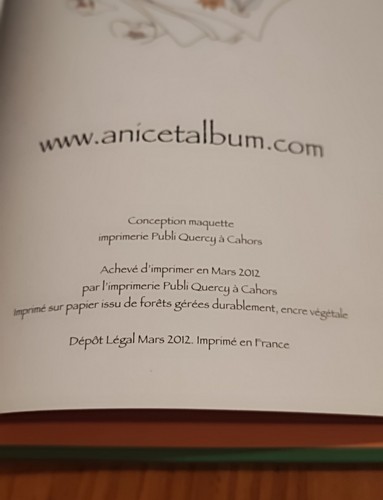 www.anicetalbum.com
Conception maquette
imprimerie Publi Quercy à Cahors
Achevé d'imprimer en Mars 2012
par l'imprimerie Publi Quercy à Cahors
Imprimé sur papier issu de forêts gérées durablement, encre végétale
Dépôt Légal Mars 2012. Imprimé en France